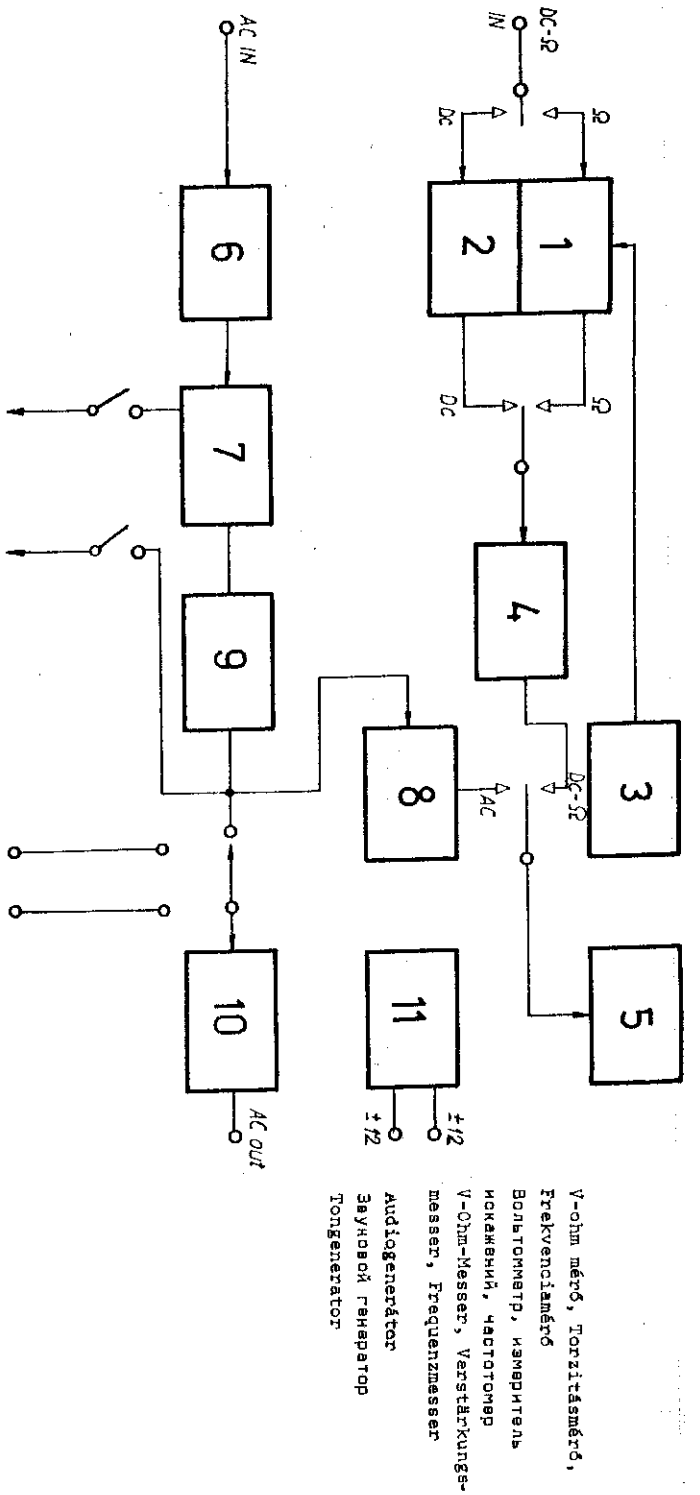 DC-Ω
IN
Ω
DC
1
2
3
Ω
DC
4
DC-Ω
AC
5
AC IN
6
7
9
8
10
AC out
11
±12
±12
V-ohm mérő, Torzitásmérő,
Frekvenciamérő
Вольтомметр, измеритель
искажений, частотомер
V-Ohm-Messer, Verstärkungs-
messer, Frequenzmesser
Audiogenerátor
Звуковой генератор
Tongenerator